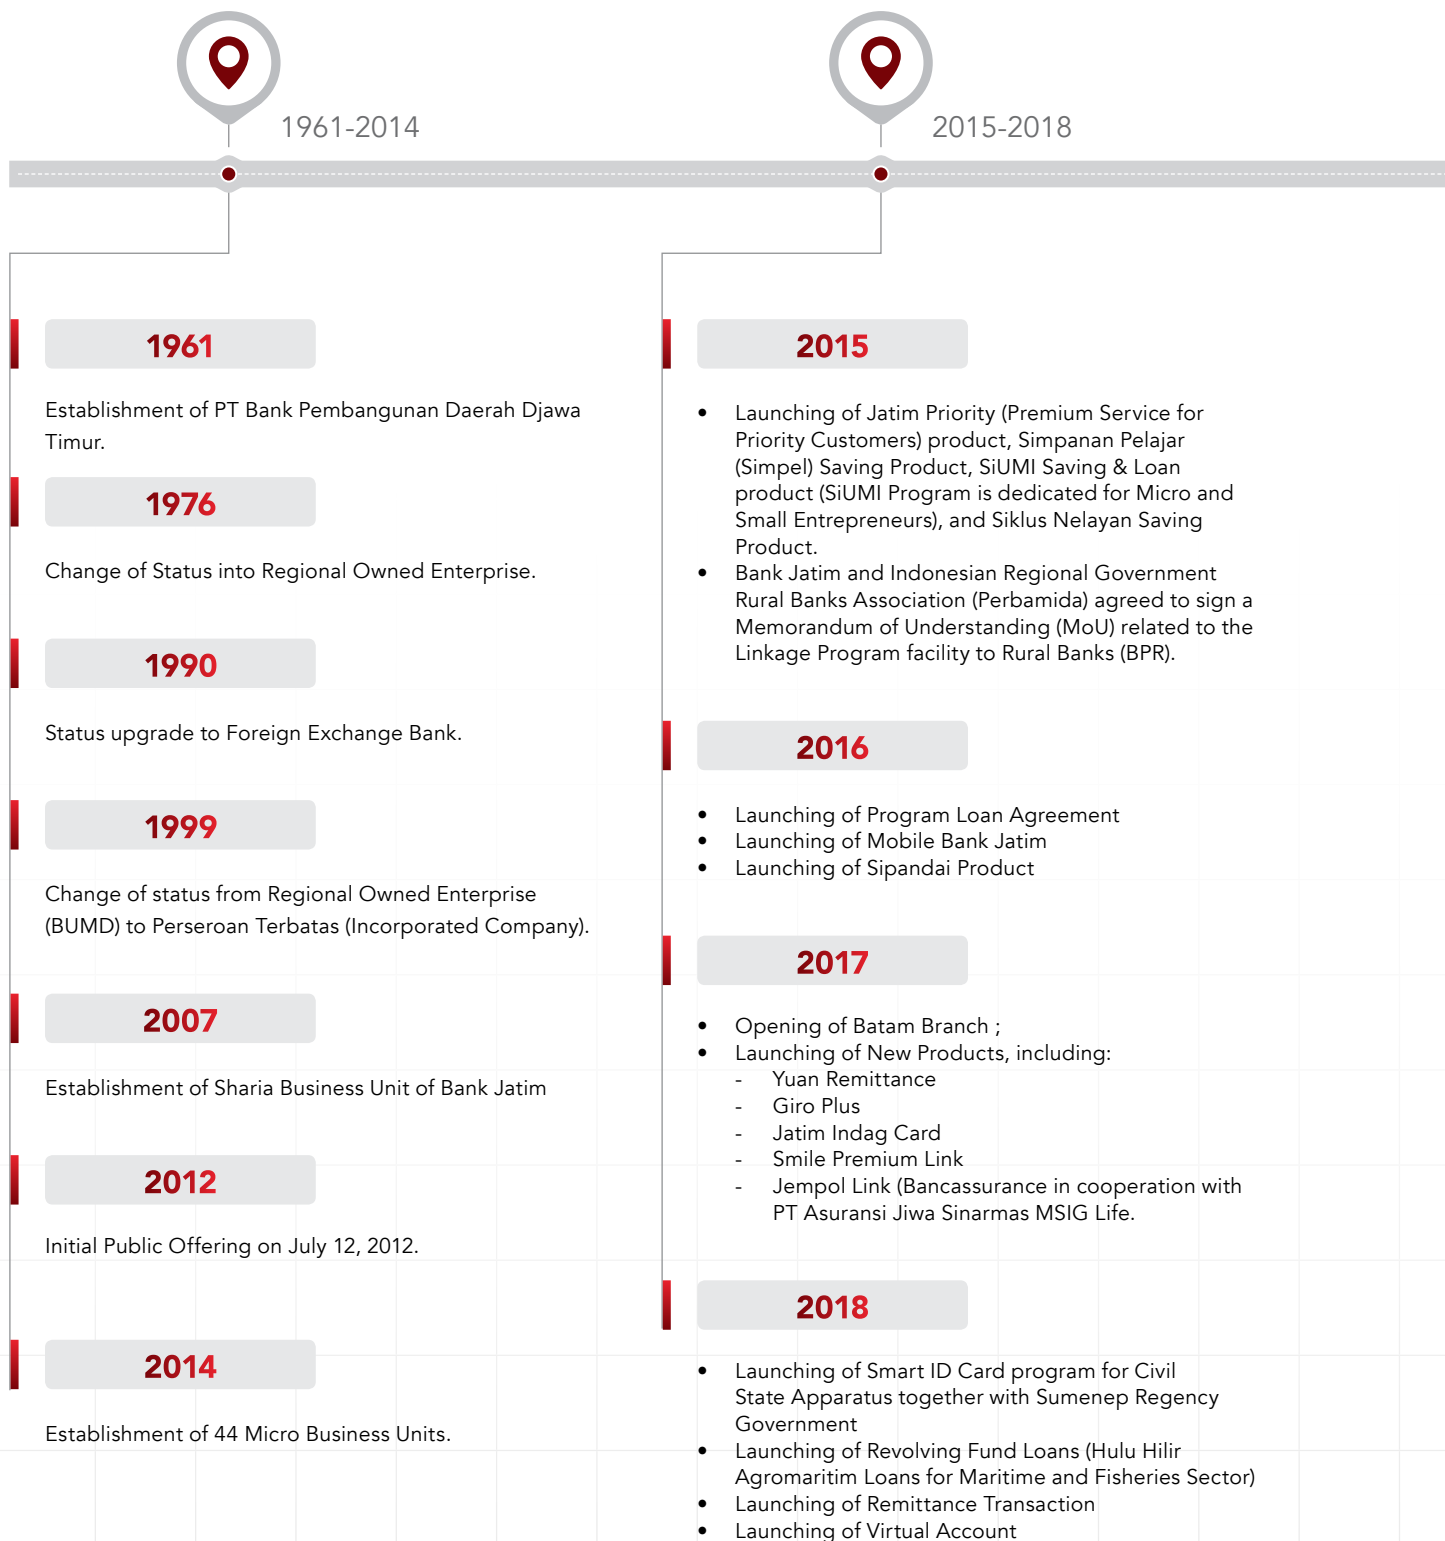 1961-2014
1961
Establishment of PT Bank Pembangunan Daerah Djawa
Timur.
1976
Change of Status into Regional Owned Enterprise.
1990
Status upgrade to Foreign Exchange Bank.
1999
Change of status from Regional Owned Enterprise
(BUMD) to Perseroan Terbatas (Incorporated Company).
2007
Establishment of Sharia Business Unit of Bank Jatim
2012
Initial Public Offering on July 12, 2012.
2014
Establishment of 44 Micro Business Units.
2015-2018
2015
• Launching of Jatim Priority (Premium Service for
Priority Customers) product, Simpanan Pelajar
(Simpel) Saving Product, SiUMI Saving & Loan
product (SiUMI Program is dedicated for Micro and
Small Entrepreneurs), and Siklus Nelayan Saving
Product.
• Bank Jatim and Indonesian Regional Government
Rural Banks Association (Perbamida) agreed to sign a
Memorandum of Understanding (MoU) related to the
Linkage Program facility to Rural Banks (BPR).
2016
• Launching of Program Loan Agreement
• Launching of Mobile Bank Jatim
• Launching of Sipandai Product
2017
• Opening of Batam Branch ;
• Launching of New Products, including:
- Yuan Remittance
- Giro Plus
- Jatim Indag Card
- Smile Premium Link
- Jempol Link (Bancassurance in cooperation with
PT Asuransi Jiwa Sinarmas MSIG Life.
2018
• Launching of Smart ID Card program for Civil
State Apparatus together with Sumenep Regency
Government
• Launching of Revolving Fund Loans (Hulu Hilir
Agromaritim Loans for Maritime and Fisheries Sector)
• Launching of Remittance Transaction
• Launching of Virtual Account